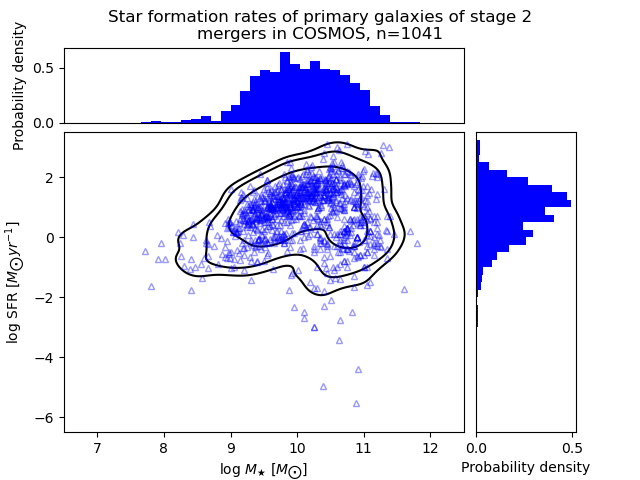 Star formation rates of primary galaxies of stage 2
mergers in COSMOS, n=1041
Probability density
0.5
0.0
log SFR [M⨀yr⁻¹]
2
0
−2
−4
−6
7 8 9 10 11 12
log M★ [M⨀]
0.0 0.5
Probability density